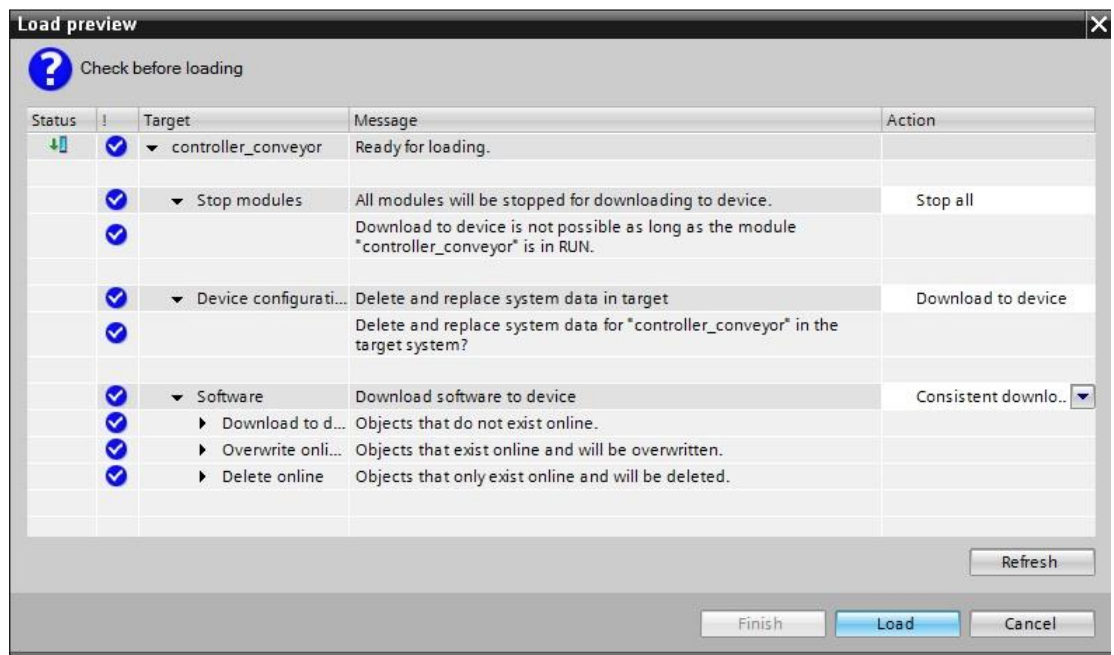 Load preview
Check before loading
Status ! Target Message Action
controller_conveyor Ready for loading.
Stop modules All modules will be stopped for downloading to device. Stop all
Download to device is not possible as long as the module
"controller_conveyor" is in RUN.
Device configurati... Delete and replace system data in target Download to device
Delete and replace system data for "controller_conveyor" in the
target system?
Software Download software to device Consistent downlo..
Download to d... Objects that do not exist online.
Overwrite onli... Objects that exist online and will be overwritten.
Delete online Objects that only exist online and will be deleted.
Refresh
Finish Load Cancel